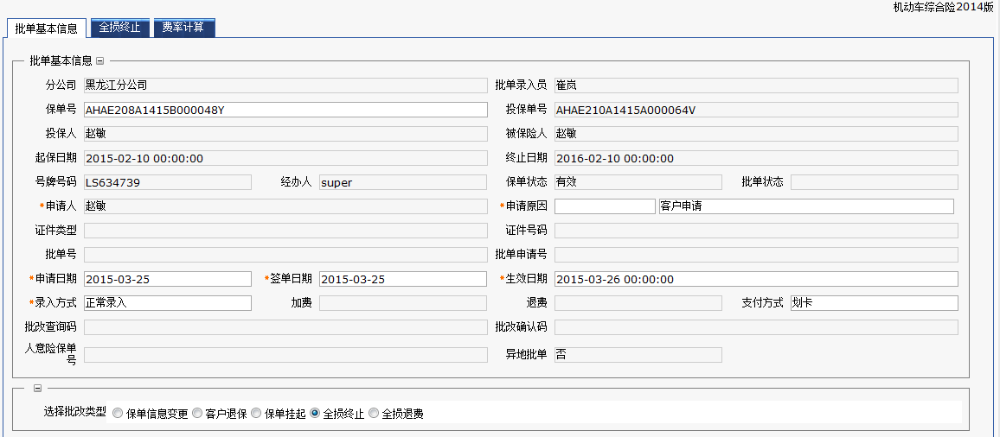 机动车综合险2014版
批单基本信息 全损终止 费率计算
批单基本信息
分公司 黑龙江分公司 批单录入员 崔岚
保单号 AHAE208A1415B000048Y 投保单号 AHAE210A1415A000064V
投保人 赵敏 被保险人 赵敏
起保日期 2015-02-10 00:00:00 终止日期 2016-02-10 00:00:00
号牌号码 LS634739 经办人 super 保单状态 有效 批单状态
*申请人 赵敏 *申请原因 客户申请
证件类型 证件号码
批单号 批单申请号
*申请日期 2015-03-25 *签单日期 2015-03-25 *生效日期 2015-03-26 00:00:00
*录入方式 正常录入 加费 退费 支付方式 划卡
批改查询码 批改确认码
人意险保单
号 异地批单 否
选择批改类型 保单信息变更 客户退保 保单挂起 全损终止 全损退费